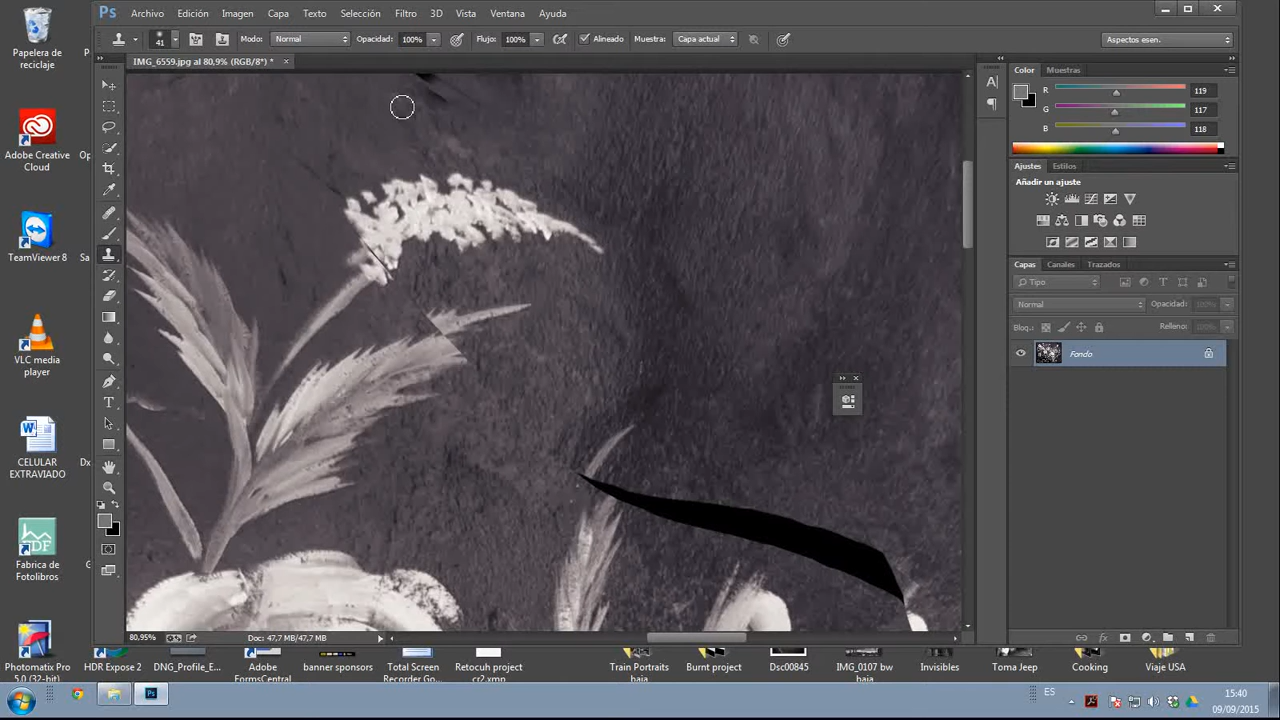 Papelera de reciclaje
Adobe Creative Cloud
TeamViewer 8
VLC media player
CELULAR EXTRAVIADO
Fabrica de Fotolibros
Photomatix Pro 5.0 (32-bit)
Ps Archivo Edición Imagen Capa Texto Selección Filtro 3D Vista Ventana Ayuda
41 Modo: Normal Opacidad: 100% Flujo: 100% Alineado Muestra: Capa actual Aspectos esen.
IMG_6559.jpg al 80,9% (RGB/8*) *
Color Muestras
R 119
G 117
B 118
Ajustes Estilos
Añadir un ajuste
Capas Canales Trazados
Tipo
Normal Opacidad: 100%
Bloq.: Relleno: 100%
Fondo
80,95% Doc: 47,7 MB/47,7 MB
HDR Expose 2
DNG_Profile_E...
Adobe FormsCentral
banner sponsors
Total Screen Recorder Go...
Retocuh project cr2.xmp
Train Portraits baja
Burnt project
Dsc00845
IMG_0107 bw baja
Invisibles
Toma Jeep
Cooking
Viaje USA
ES
15:40
09/09/2015